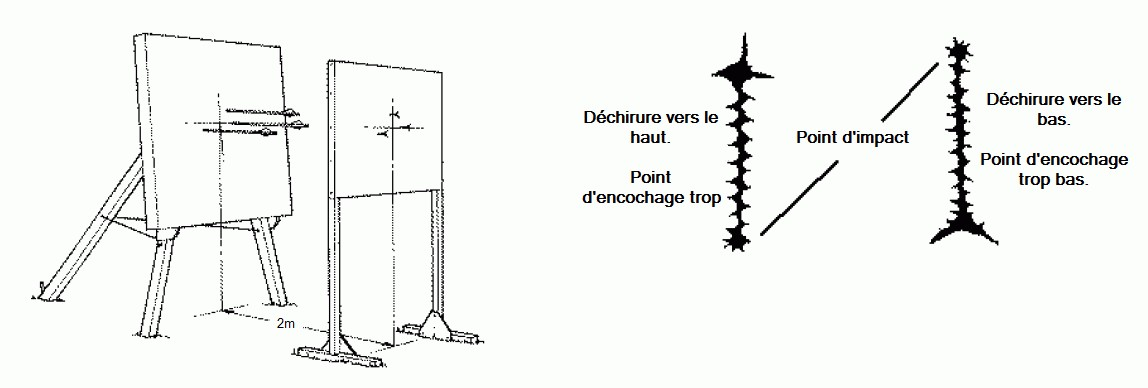 2m
Déchirure vers le
haut.
Point
d'encochage trop
Point d'impact
Déchirure vers le
bas.
Point d'encochage
trop bas.